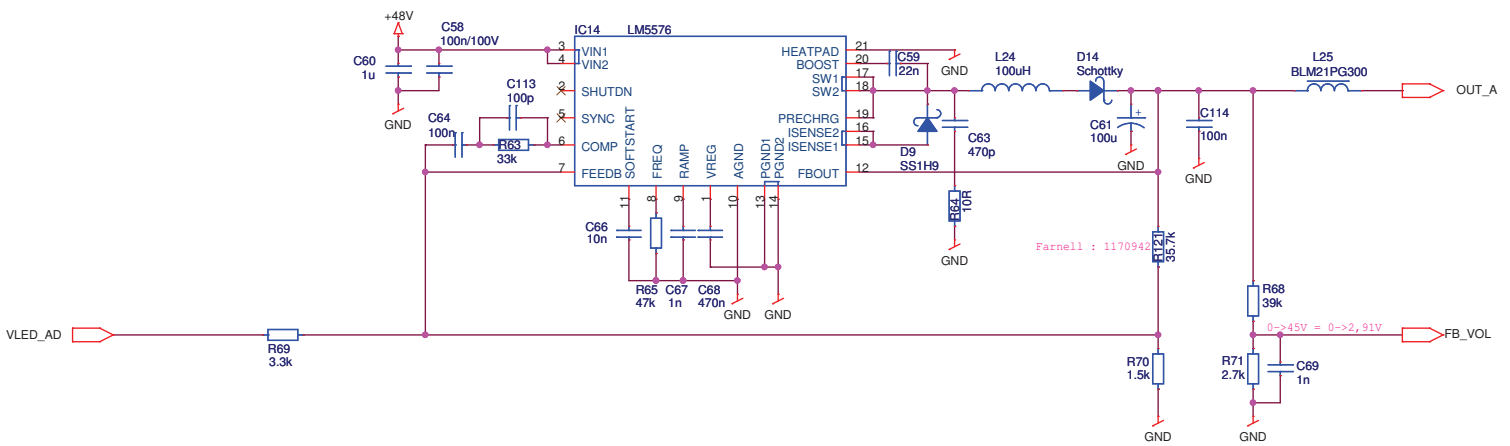 +48V
C58
100n/100V
C60
1u
GND
IC14 LM5576
3 VIN1
4 VIN2
2 SHUTDN
5 SYNC
6 COMP
7 FEEDB
C113
100p
C64
100n
R63
33k
HEATPAD 21
BOOST 20
SW1 17
SW2 18
PRECHRG 19
ISENSE2 16
ISENSE1 15
FBOUT 12
SOFTSTART
FREQ
RAMP
VREG
AGND
PGND1
PGND2
11
8
9
1
10
13
14
C59
22n
GND
L24
100uH
D14
Schottky
L25
BLM21PG300
OUT_A
D9
SS1H9
C63
470p
R64
10R
GND
+
C61
100u
GND
C114
100n
GND
C66
10n
R65
47k
C67
1n
C68
470n
GND
GND
Farnell : 1170942
R121
35.7k
R68
39k
0->45V = 0->2,91V
VLED_AD
R69
3.3k
FB_VOL
R70
1.5k
GND
R71
2.7k
C69
1n
GND